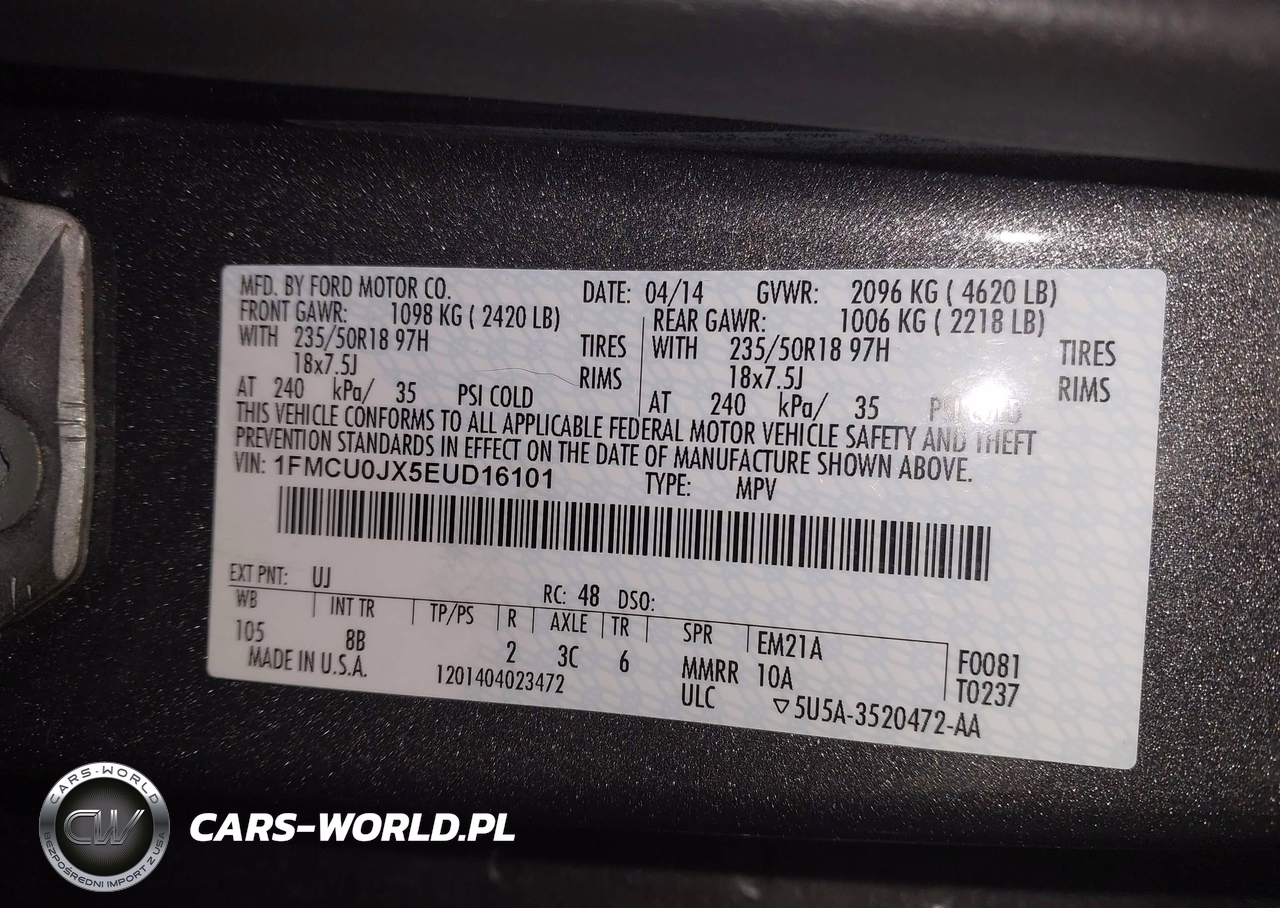 MFD. BY FORD MOTOR CO. DATE: 04/14 GVWR: 2096 KG ( 4620 LB)
FRONT GAWR: 1098 KG ( 2420 LB) REAR GAWR: 1006 KG ( 2218 LB)
WITH 235/50R18 97H TIRES WITH 235/50R18 97H TIRES
18x7.5J RIMS 18x7.5J RIMS
AT 240 kPa/ 35 PSI COLD AT 240 kPa/ 35 PSI COLD
THIS VEHICLE CONFORMS TO ALL APPLICABLE FEDERAL MOTOR VEHICLE SAFETY AND THEFT
PREVENTION STANDARDS IN EFFECT ON THE DATE OF MANUFACTURE SHOWN ABOVE.
VIN: 1FMCU0JX5EUD16101 TYPE: MPV
EXT PNT: UJ RC: 48 DSO:
WB INT TR TP/PS R AXLE TR SPR EM21A
105 8B 2 3C 6 MMRR 10A F0081
MADE IN U.S.A. 1201404023472 ULC ▽5U5A-3520472-AA T0237
CARS-WORLD
CW
BEZPOŚREDNI IMPORT Z USA
CARS-WORLD.PL